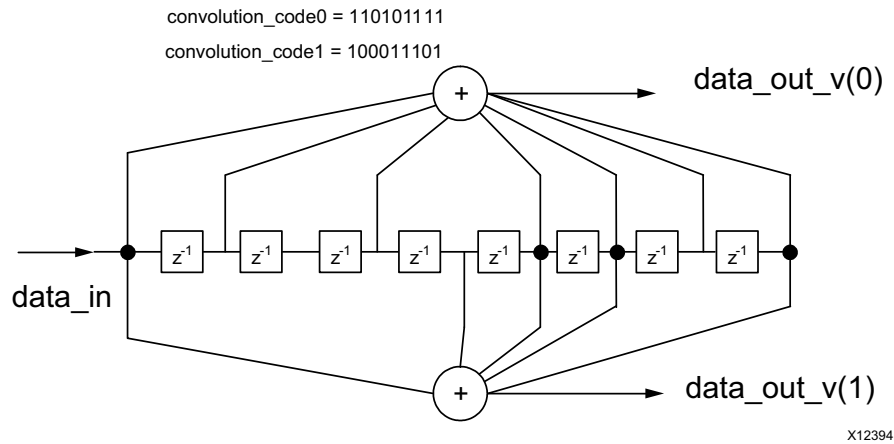 convolution_code0 = 110101111
convolution_code1 = 100011101
+
data_out_v(0)
z⁻¹ z⁻¹ z⁻¹ z⁻¹ z⁻¹ z⁻¹ z⁻¹ z⁻¹
data_in
+
data_out_v(1)
X12394